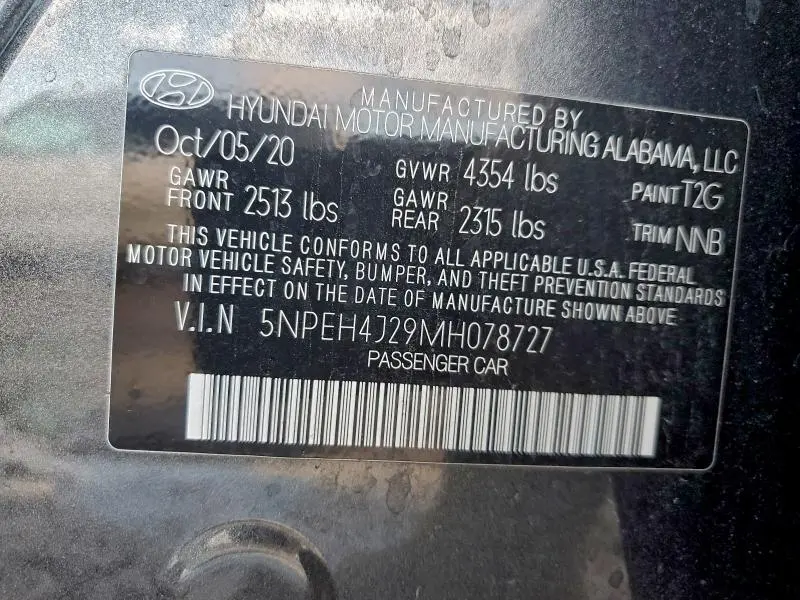 MANUFACTURED BY
HYUNDAI MOTOR MANUFACTURING ALABAMA, LLC
Oct/05/20 GVWR 4354 lbs PAINT T2G
GAWR FRONT 2513 lbs GAWR REAR 2315 lbs TRIM NNB
THIS VEHICLE CONFORMS TO ALL APPLICABLE U.S.A. FEDERAL
MOTOR VEHICLE SAFETY, BUMPER, AND THEFT PREVENTION STANDARDS
IN EFFECT ON THE DATE OF MANUFACTURE SHOWN ABOVE
V.I.N 5NPEH4J29MH078727
PASSENGER CAR